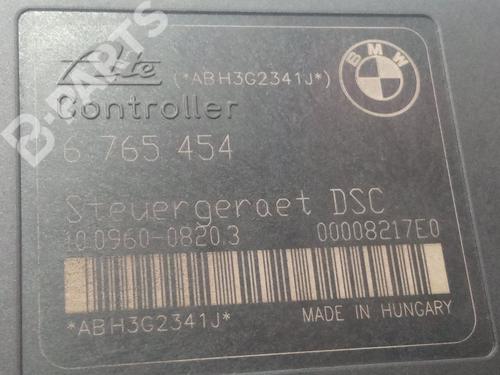 Ate (*ABH3G2341J*) BMW
Controller
6 765 454
Steuergeraet DSC
10.0960-0820.3 00008217E0
*ABH3G2341J* MADE IN HUNGARY
B-PARTS